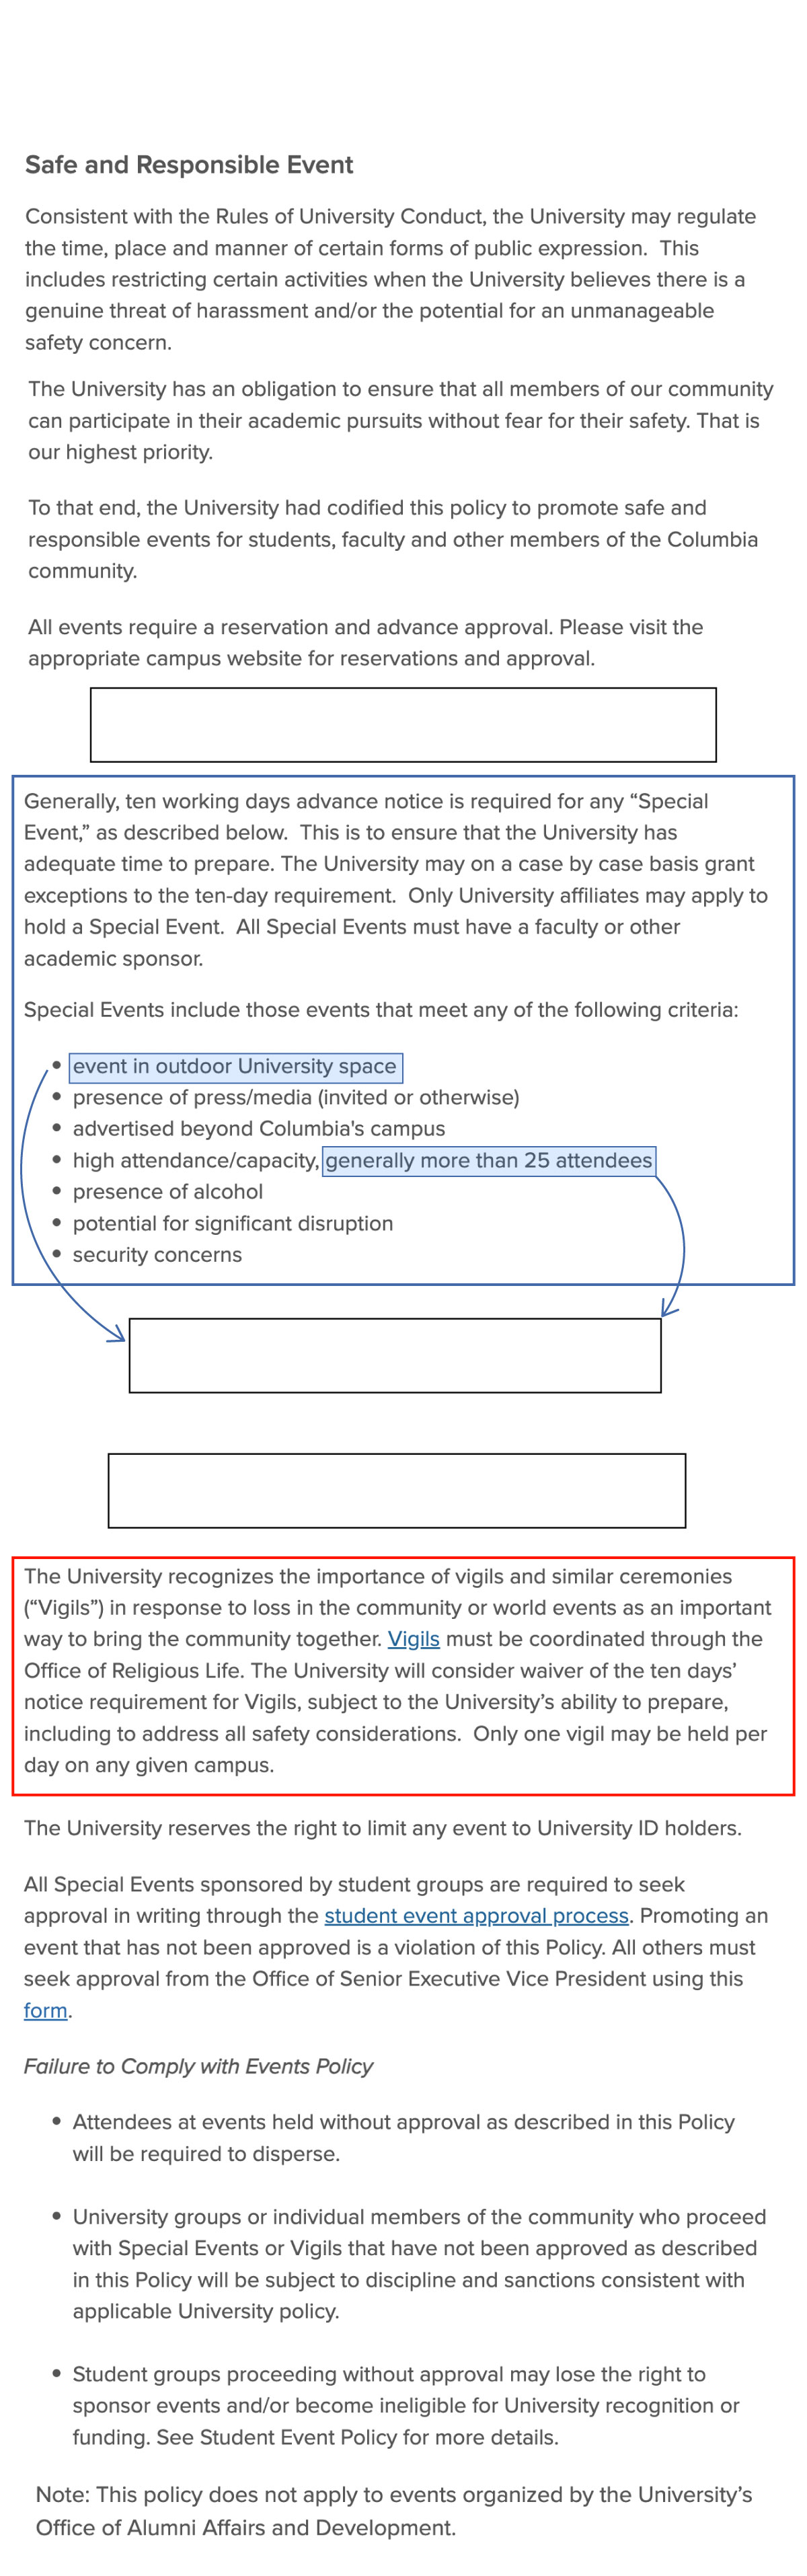 Safe and Responsible Event
Consistent with the Rules of University Conduct, the University may regulate
the time, place and manner of certain forms of public expression.  This
includes restricting certain activities when the University believes there is a
genuine threat of harassment and/or the potential for an unmanageable
safety concern.
The University has an obligation to ensure that all members of our community
can participate in their academic pursuits without fear for their safety. That is
our highest priority.
To that end, the University had codified this policy to promote safe and
responsible events for students, faculty and other members of the Columbia
community.
All events require a reservation and advance approval. Please visit the
appropriate campus website for reservations and approval.
Generally, ten working days advance notice is required for any “Special
Event,” as described below.  This is to ensure that the University has
adequate time to prepare. The University may on a case by case basis grant
exceptions to the ten-day requirement.  Only University affiliates may apply to
hold a Special Event.  All Special Events must have a faculty or other
academic sponsor.
Special Events include those events that meet any of the following criteria:
• event in outdoor University space
• presence of press/media (invited or otherwise)
• advertised beyond Columbia's campus
• high attendance/capacity, generally more than 25 attendees
• presence of alcohol
• potential for significant disruption
• security concerns
The University recognizes the importance of vigils and similar ceremonies
(“Vigils”) in response to loss in the community or world events as an important
way to bring the community together. Vigils must be coordinated through the
Office of Religious Life. The University will consider waiver of the ten days’
notice requirement for Vigils, subject to the University’s ability to prepare,
including to address all safety considerations.  Only one vigil may be held per
day on any given campus.
The University reserves the right to limit any event to University ID holders.
All Special Events sponsored by student groups are required to seek
approval in writing through the student event approval process. Promoting an
event that has not been approved is a violation of this Policy. All others must
seek approval from the Office of Senior Executive Vice President using this
form.
Failure to Comply with Events Policy
• Attendees at events held without approval as described in this Policy
will be required to disperse.
• University groups or individual members of the community who proceed
with Special Events or Vigils that have not been approved as described
in this Policy will be subject to discipline and sanctions consistent with
applicable University policy.
• Student groups proceeding without approval may lose the right to
sponsor events and/or become ineligible for University recognition or
funding. See Student Event Policy for more details.
Note: This policy does not apply to events organized by the University’s
Office of Alumni Affairs and Development.